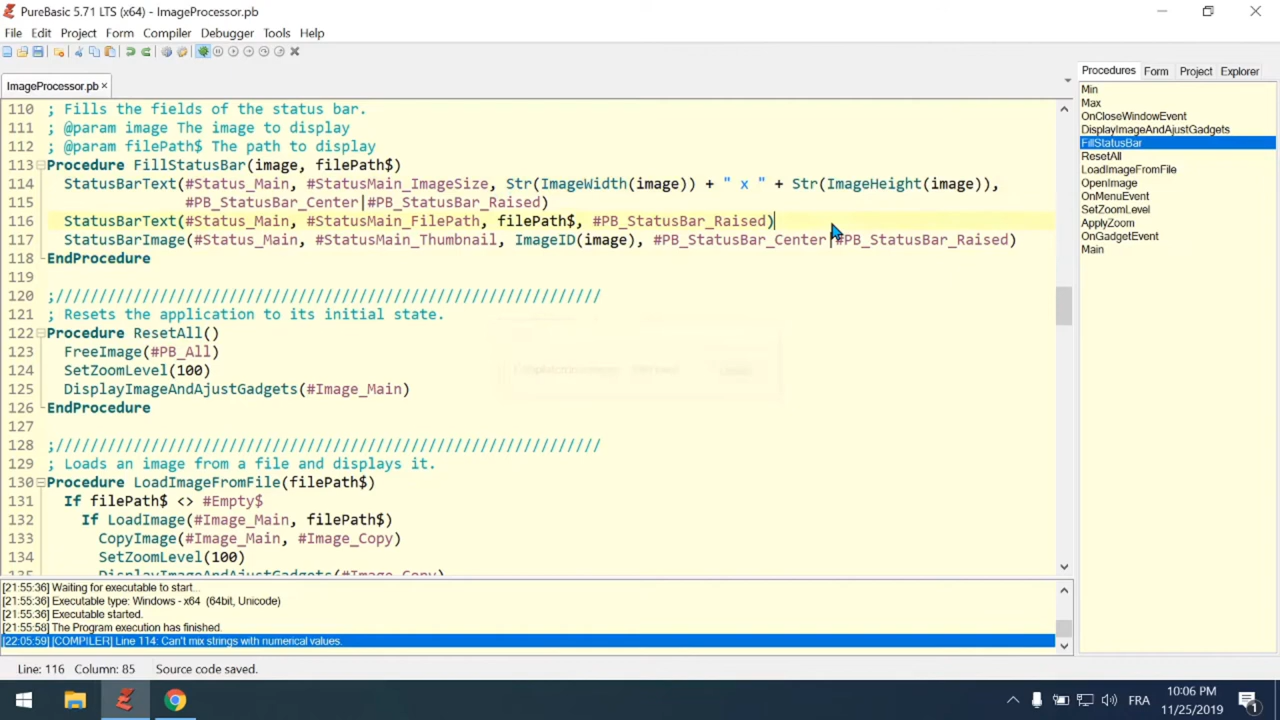 PureBasic 5.71 LTS (x64) - ImageProcessor.pb
File Edit Project Form Compiler Debugger Tools Help
ImageProcessor.pb ×
Procedures Form Project Explorer
110 ; Fills the fields of the status bar.
111 ; @param image The image to display
112 ; @param filePath$ The path to display
113 Procedure FillStatusBar(image, filePath$)
114 StatusBarText(#Status_Main, #StatusMain_ImageSize, Str(ImageWidth(image)) + " x " + Str(ImageHeight(image)),
115 #PB_StatusBar_Center|#PB_StatusBar_Raised)
116 StatusBarText(#Status_Main, #StatusMain_FilePath, filePath$, #PB_StatusBar_Raised)
117 StatusBarImage(#Status_Main, #StatusMain_Thumbnail, ImageID(image), #PB_StatusBar_Center|#PB_StatusBar_Raised)
118 EndProcedure
119
120 ;///////////////////////////////////////////////////////////////
121 ; Resets the application to its initial state.
122 Procedure ResetAll()
123 FreeImage(#PB_All)
124 SetZoomLevel(100)
125 DisplayImageAndAjustGadgets(#Image_Main)
126 EndProcedure
127
128 ;///////////////////////////////////////////////////////////////
129 ; Loads an image from a file and displays it.
130 Procedure LoadImageFromFile(filePath$)
131 If filePath$ <> #Empty$
132 If LoadImage(#Image_Main, filePath$)
133 CopyImage(#Image_Main, #Image_Copy)
134 SetZoomLevel(100)
135 DisplayImageAndAjustGadgets(#Image_Copy)
Min
Max
OnCloseWindowEvent
DisplayImageAndAjustGadgets
FillStatusBar
ResetAll
LoadImageFromFile
OpenImage
OnMenuEvent
SetZoomLevel
ApplyZoom
OnGadgetEvent
Main
[21:55:36] Waiting for executable to start...
[21:55:36] Executable type: Windows - x64 (64bit, Unicode)
[21:55:36] Executable started.
[21:55:58] The Program execution has finished.
[22:05:59] [COMPILER] Line 114: Can't mix strings with numerical values.
Line: 116 Column: 85 Source code saved.
FRA
10:06 PM
11/25/2019
1